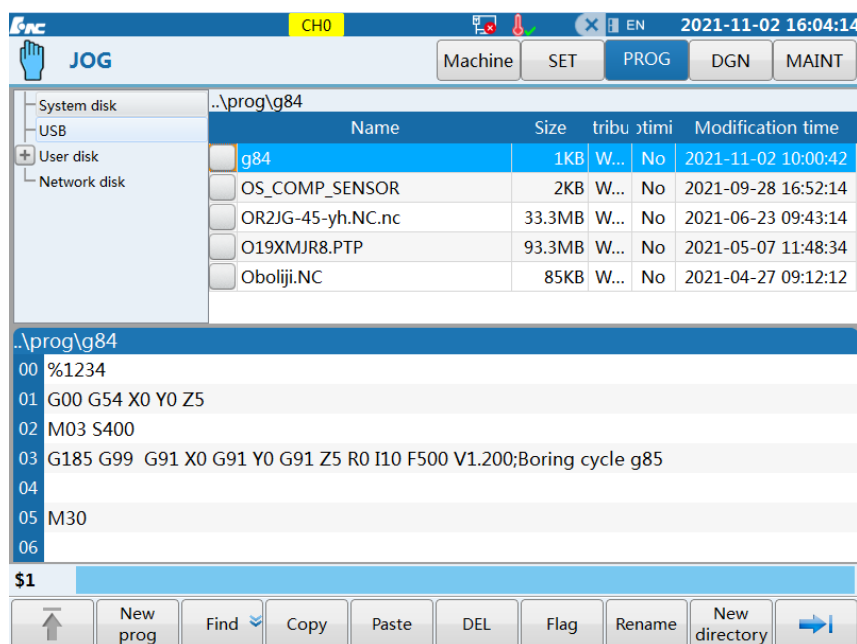 CH0 EN 2021-11-02 16:04:14
JOG Machine SET PROG DGN MAINT
System disk
USB
User disk
Network disk
..\prog\g84
Name Size tribu otimi Modification time
g84 1KB W... No 2021-11-02 10:00:42
OS_COMP_SENSOR 2KB W... No 2021-09-28 16:52:14
OR2JG-45-yh.NC.nc 33.3MB W... No 2021-06-23 09:43:14
O19XMJR8.PTP 93.3MB W... No 2021-05-07 11:48:34
Oboliji.NC 85KB W... No 2021-04-27 09:12:12
..\prog\g84
00 %1234
01 G00 G54 X0 Y0 Z5
02 M03 S400
03 G185 G99 G91 X0 G91 Y0 G91 Z5 R0 I10 F500 V1.200;Boring cycle g85
04
05 M30
06
$1
New prog
Find
Copy
Paste
DEL
Flag
Rename
New directory